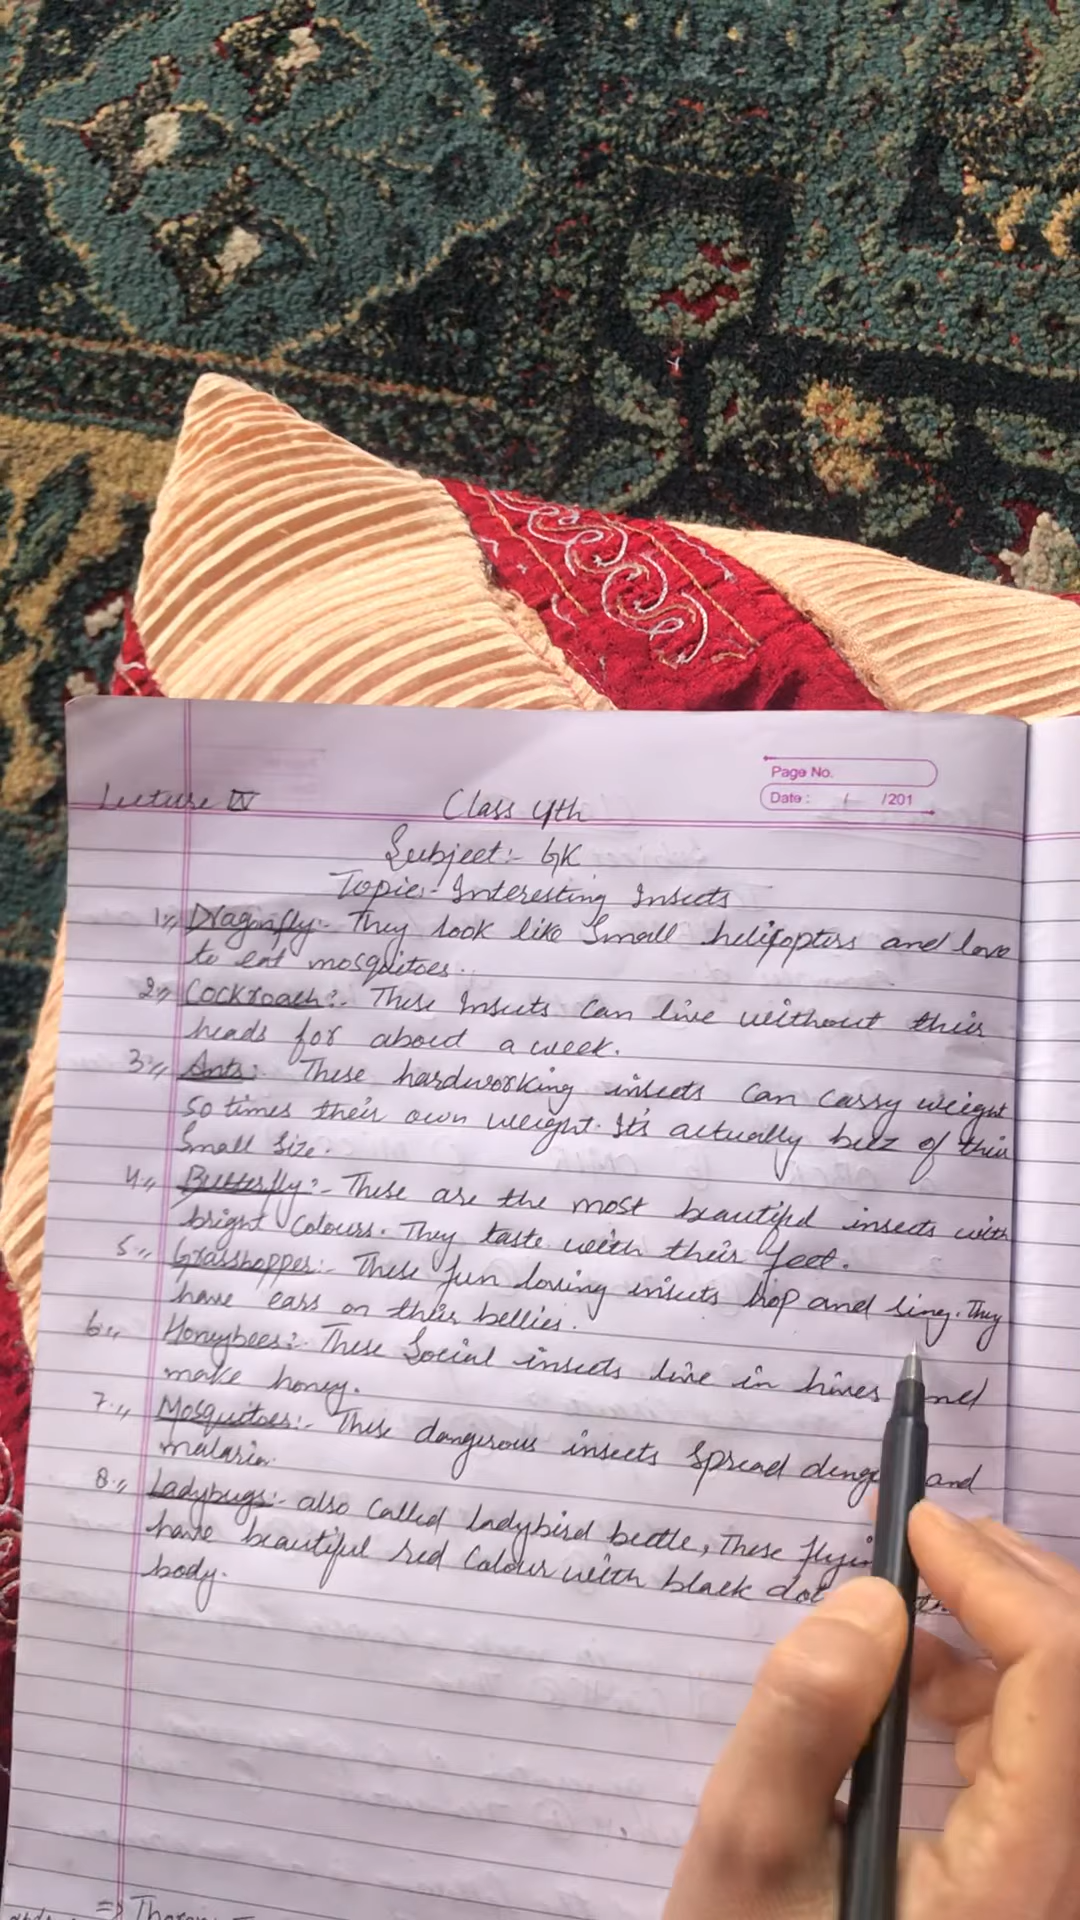 Page No.
Date : / /201
Lecture IV
Class 4th
Subject:- GK
Topic:- Interesting Insects
1, Dragonfly:- They look like Small helicopters and love
to eat mosquitoes.
2, Cockroach:- These Insects Can live without their
heads for about a week.
3, Ants: These hardworking insects Can carry weight
50 times their own weight. It's actually bcz of their
Small Size.
4, Butterfly:- These are the most beautiful insects with
bright Colours. They taste with their feet.
5, Grasshopper:- These fun loving insects hop and sing. They
have ears on their bellies.
6, Honeybees:- These Social insects live in hives and
make honey.
7, Mosquitoes:- These dangerous insects Spread dengue and
malaria.
8, Ladybugs:- also Called Ladybird beetle, These
have beautiful red Colour with black
body.